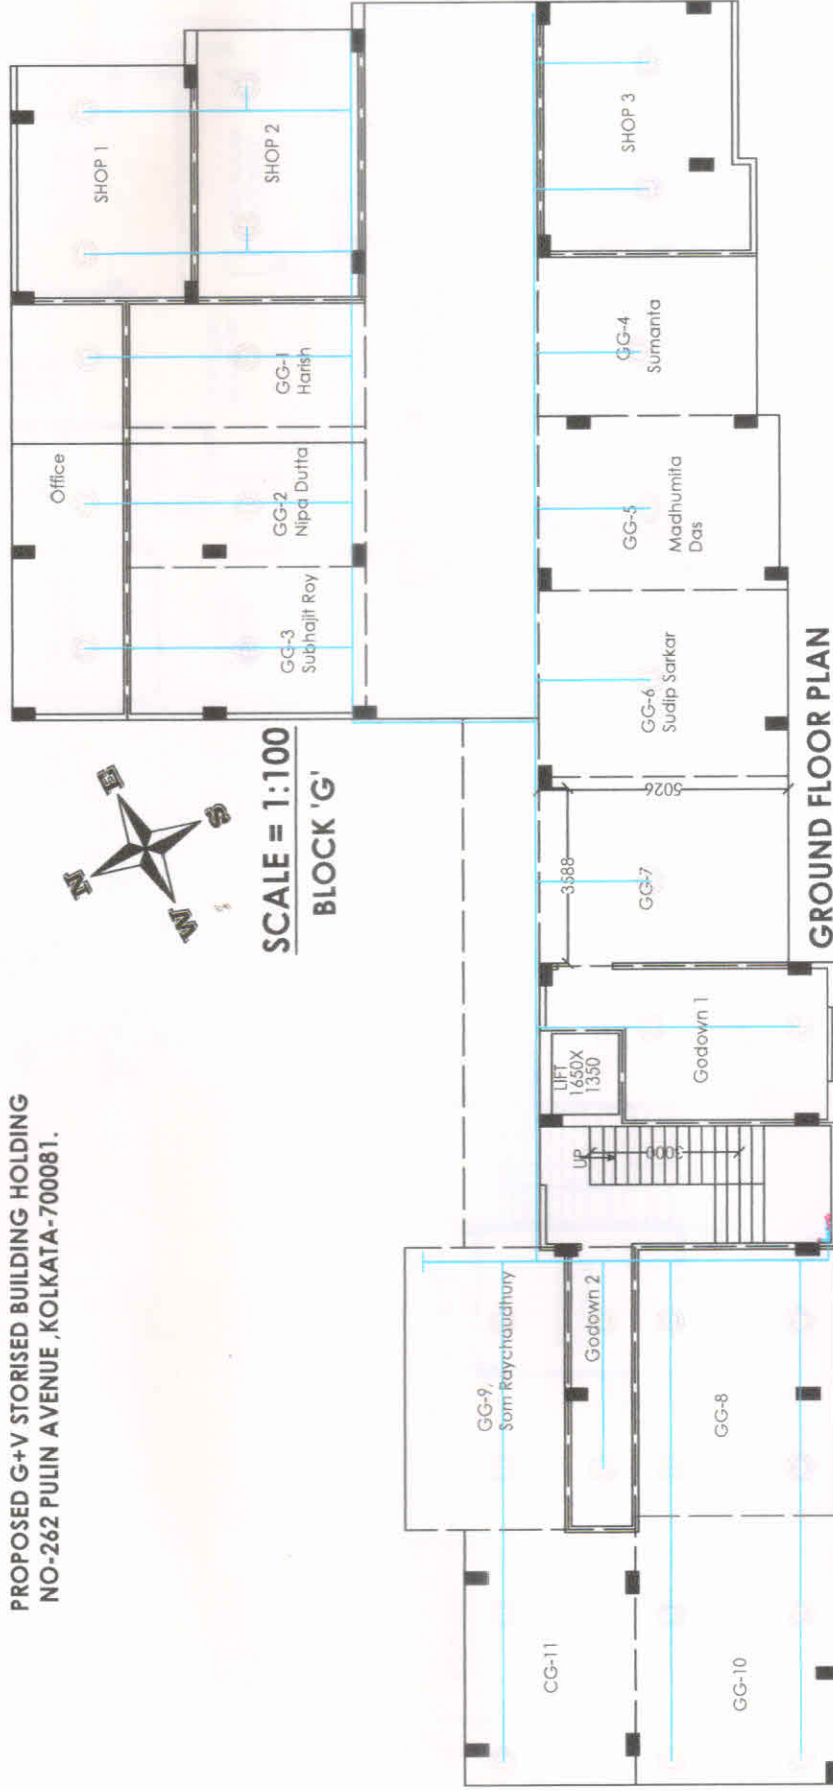 PROPOSED G+V STORISED BUILDING HOLDING
NO-262 PULIN AVENUE ,KOLKATA-700081.
N
E
W
S
SCALE = 1:100
BLOCK 'G'
Office
SHOP 1
SHOP 2
GG-3
Subhajit Roy
GG-2
Nipa Dutta
GG-1
Harish
CG-11
GG-9,
Som Raychaudhury
Godown 2
GG-10
GG-8
UP
3000
LIFT
1650X
1350
Godown 1
3588
GG-7
5026
GG-6
Sudip Sarkar
GG-5
Madhumita
Das
GG-4
Sumanta
SHOP 3
GROUND FLOOR PLAN